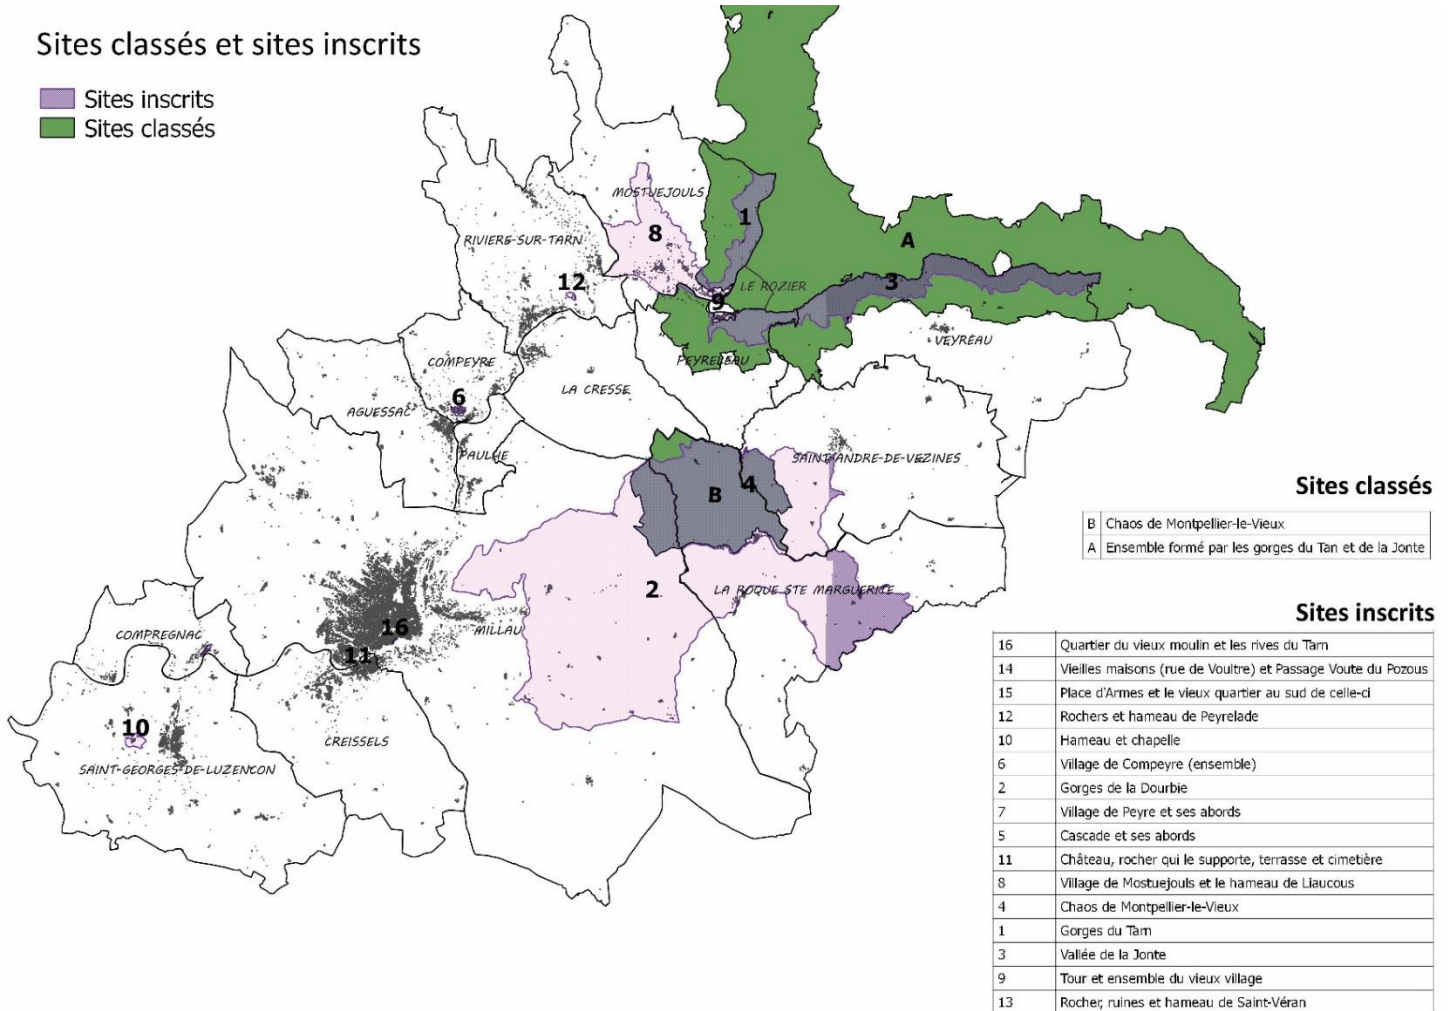 Sites classés et sites inscrits
Sites inscrits
Sites classés
MOSTUEJOULS
1
8
RIVIERE-SUR-TARN
A
12
3
LE ROZIER
9
VEYREAU
COMPEYRE
PEYRELEAU
LA CRESSE
6
AGUESSAC
PAULHE
SAINT-ANDRE-DE-VEZINES
4
B
Sites classés
B Chaos de Montpellier-le-Vieux
A Ensemble formé par les gorges du Tan et de la Jonte
2
LA ROQUE STE MARGUERITE
16
MILLAU
COMPREGNAC
11
10
CREISSELS
SAINT-GEORGES-DE-LUZENCON
Sites inscrits
16 Quartier du vieux moulin et les rives du Tarn
14 Vieilles maisons (rue de Voultre) et Passage Voute du Pozous
15 Place d'Armes et le vieux quartier au sud de celle-ci
12 Rochers et hameau de Peyrelade
10 Hameau et chapelle
6 Village de Compeyre (ensemble)
2 Gorges de la Dourbie
7 Village de Peyre et ses abords
5 Cascade et ses abords
11 Château, rocher qui le supporte, terrasse et cimetière
8 Village de Mostuejouls et le hameau de Liaucous
4 Chaos de Montpellier-le-Vieux
1 Gorges du Tarn
3 Vallée de la Jonte
9 Tour et ensemble du vieux village
13 Rocher, ruines et hameau de Saint-Véran